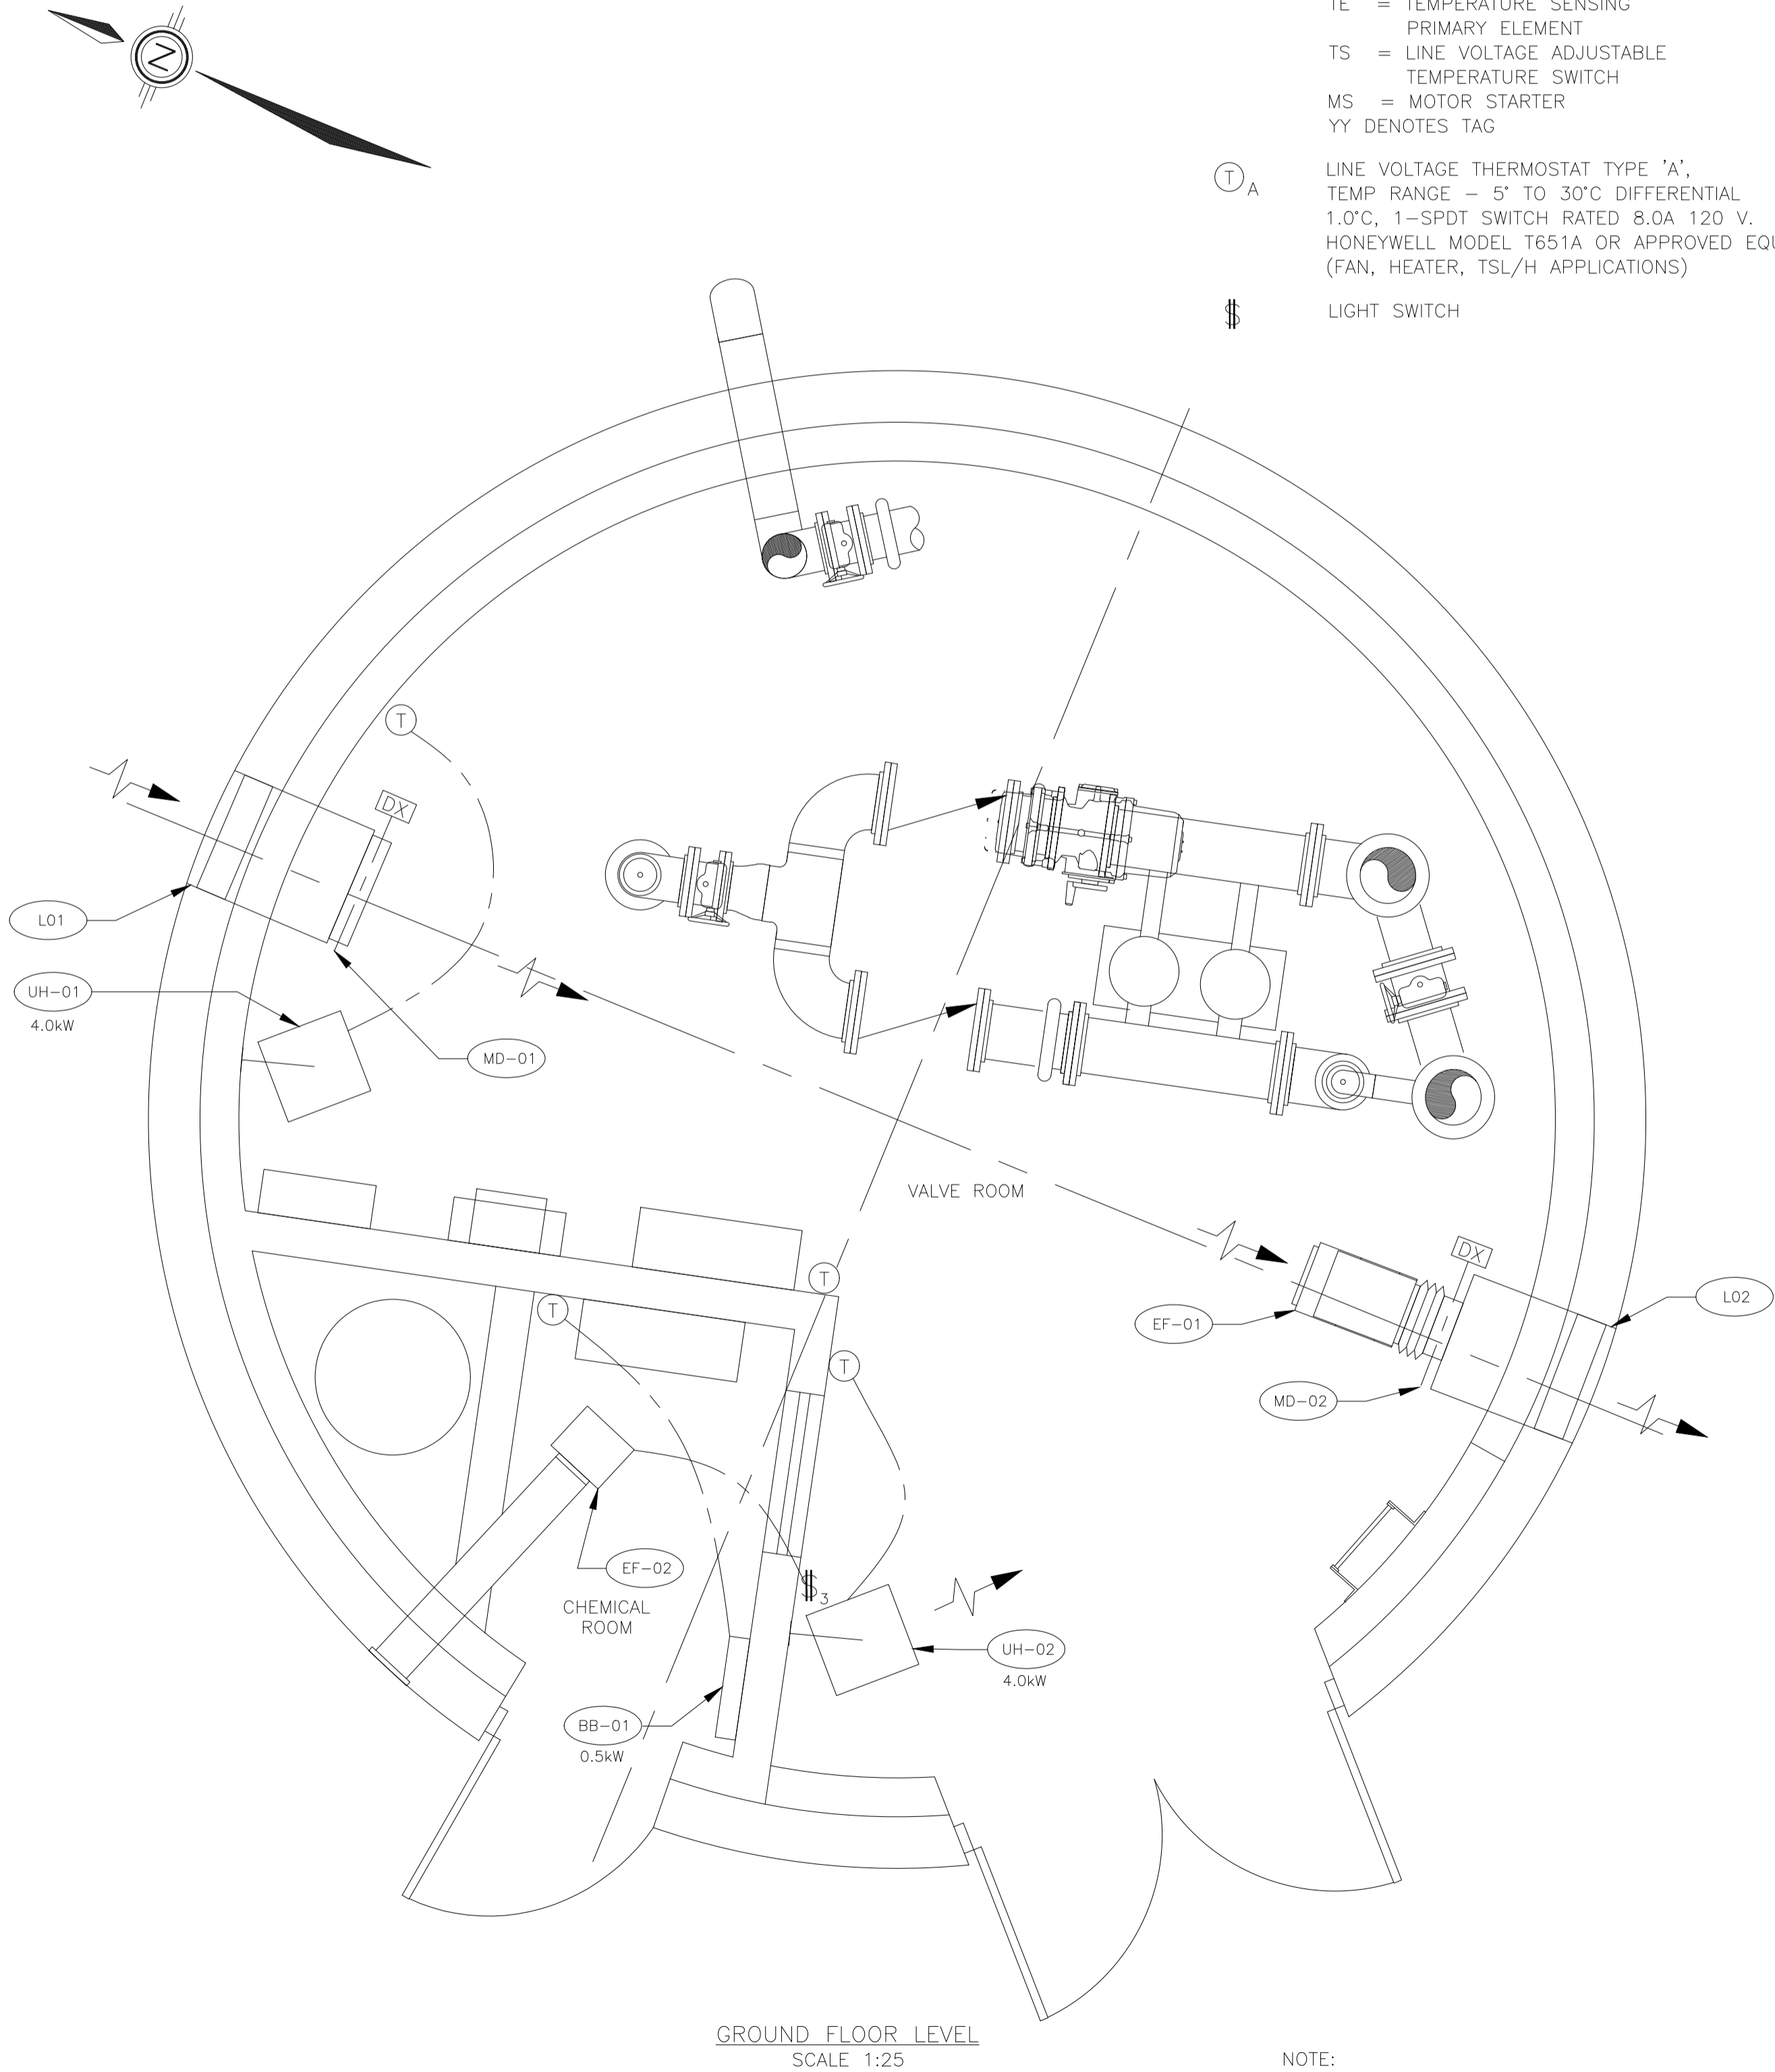 TE = TEMPERATURE SENSING
PRIMARY ELEMENT
TS = LINE VOLTAGE ADJUSTABLE
TEMPERATURE SWITCH
MS = MOTOR STARTER
YY DENOTES TAG
T A
LINE VOLTAGE THERMOSTAT TYPE 'A',
TEMP RANGE – 5° TO 30°C DIFFERENTIAL
1.0°C, 1–SPDT SWITCH RATED 8.0A 120 V.
HONEYWELL MODEL T651A OR APPROVED EQU
(FAN, HEATER, TSL/H APPLICATIONS)
$ LIGHT SWITCH
N
T
DX
L01
UH–01
4.0kW
MD–01
VALVE ROOM
DX
T
T
L02
EF–01
T
MD–02
EF–02
$3
CHEMICAL
ROOM
UH–02
4.0kW
BB–01
0.5kW
GROUND FLOOR LEVEL
SCALE 1:25
NOTE: